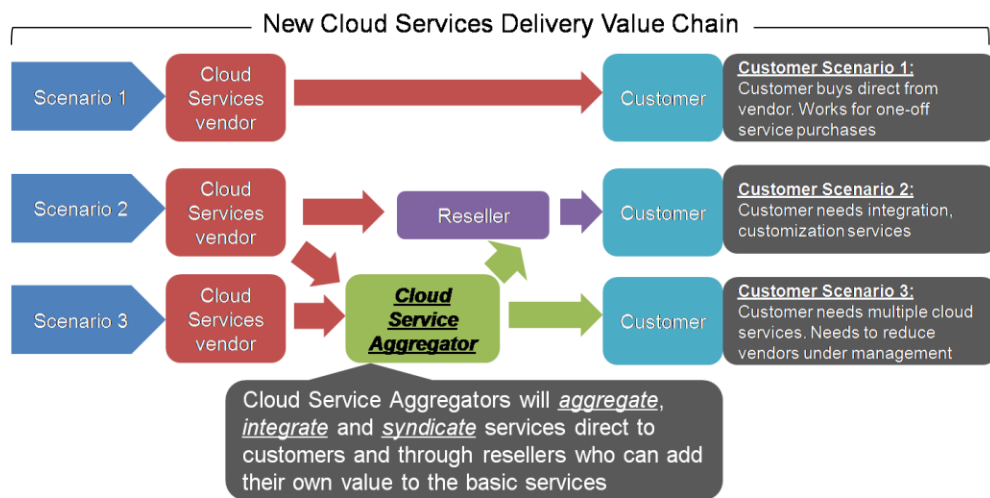 New Cloud Services Delivery Value Chain
Scenario 1
Cloud
Services
vendor
Customer
Customer Scenario 1:
Customer buys direct from
vendor. Works for one-off
service purchases
Scenario 2
Cloud
Services
vendor
Reseller
Customer
Customer Scenario 2:
Customer needs integration,
customization services
Scenario 3
Cloud
Services
vendor
Cloud
Service
Aggregator
Customer
Customer Scenario 3:
Customer needs multiple cloud
services. Needs to reduce
vendors under management
Cloud Service Aggregators will aggregate,
integrate and syndicate services direct to
customers and through resellers who can add
their own value to the basic services